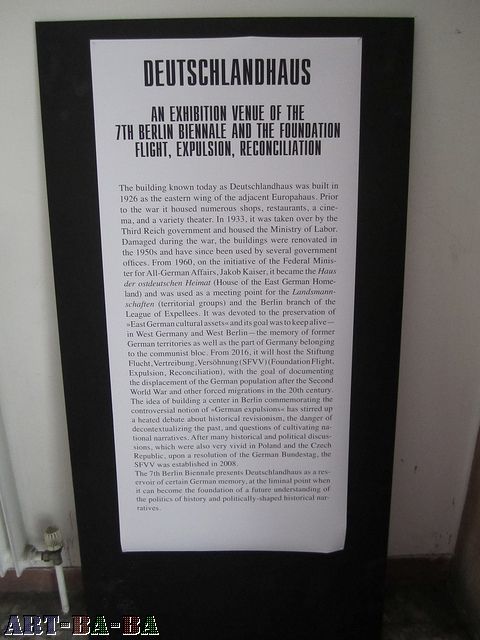 DEUTSCHLANDHAUS
AN EXHIBITION VENUE OF THE
7TH BERLIN BIENNALE AND THE FOUNDATION
FLIGHT, EXPULSION, RECONCILIATION
The building known today as Deutschlandhaus was built in
1926 as the eastern wing of the adjacent Europahaus. Prior
to the war it housed numerous shops, restaurants, a cine-
ma, and a variety theater. In 1933, it was taken over by the
Third Reich government and housed the Ministry of Labor.
Damaged during the war, the buildings were renovated in
the 1950s and have since been used by several government
offices. From 1960, on the initiative of the Federal Minis-
ter for All-German Affairs, Jakob Kaiser, it became the Haus
der ostdeutschen Heimat (House of the East German Home-
land) and was used as a meeting point for the Landsmann-
schaften (territorial groups) and the Berlin branch of the
League of Expellees. It was devoted to the preservation of
»East German cultural assets« and its goal was to keep alive—
in West Germany and West Berlin—the memory of former
German territories as well as the part of Germany belonging
to the communist bloc. From 2016, it will host the Stiftung
Flucht, Vertreibung, Versöhnung (SFVV) (Foundation Flight,
Expulsion, Reconciliation), with the goal of documenting
the displacement of the German population after the Second
World War and other forced migrations in the 20th century.
The idea of building a center in Berlin commemorating the
controversial notion of »German expulsions« has stirred up
a heated debate about historical revisionism, the danger of
decontextualizing the past, and questions of cultivating na-
tional narratives. After many historical and political discus-
sions, which were also very vivid in Poland and the Czech
Republic, upon a resolution of the German Bundestag, the
SFVV was established in 2008.
The 7th Berlin Biennale presents Deutschlandhaus as a res-
ervoir of certain German memory, at the liminal point when
it can become the foundation of a future understanding of
the politics of history and politically-shaped historical nar-
ratives.
ART-BA-BA